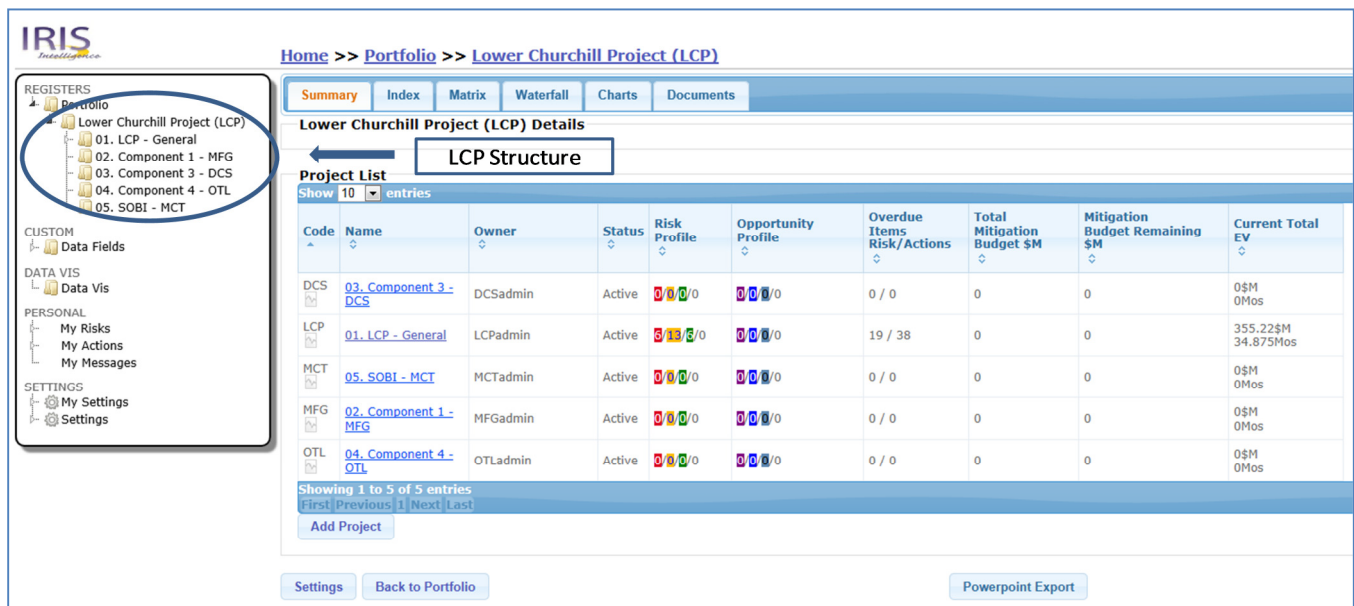 IRIS
Intelligence
Home >> Portfolio >> Lower Churchill Project (LCP)
REGISTERS
Portfolio
Lower Churchill Project (LCP)
01. LCP - General
02. Component 1 - MFG
03. Component 3 - DCS
04. Component 4 - OTL
05. SOBI - MCT
CUSTOM
Data Fields
DATA VIS
Data Vis
PERSONAL
My Risks
My Actions
My Messages
SETTINGS
My Settings
Settings
Summary Index Matrix Waterfall Charts Documents
Lower Churchill Project (LCP) Details
LCP Structure
Project List
Show 10 entries
Code Name Owner Status Risk Profile Opportunity Profile Overdue Items Risk/Actions Total Mitigation Budget $M Mitigation Budget Remaining $M Current Total EV
DCS 03. Component 3 - DCS DCSadmin Active 0/0/0/0 0/0/0/0 0 / 0 0 0 0$M 0Mos
LCP 01. LCP - General LCPadmin Active 6/13/6/0 0/0/0/0 19 / 38 0 0 355.22$M 34.875Mos
MCT 05. SOBI - MCT MCTadmin Active 0/0/0/0 0/0/0/0 0 / 0 0 0 0$M 0Mos
MFG 02. Component 1 - MFG MFGadmin Active 0/0/0/0 0/0/0/0 0 / 0 0 0 0$M 0Mos
OTL 04. Component 4 - OTL OTLadmin Active 0/0/0/0 0/0/0/0 0 / 0 0 0 0$M 0Mos
Showing 1 to 5 of 5 entries
First Previous 1 Next Last
Add Project
Settings Back to Portfolio Powerpoint Export